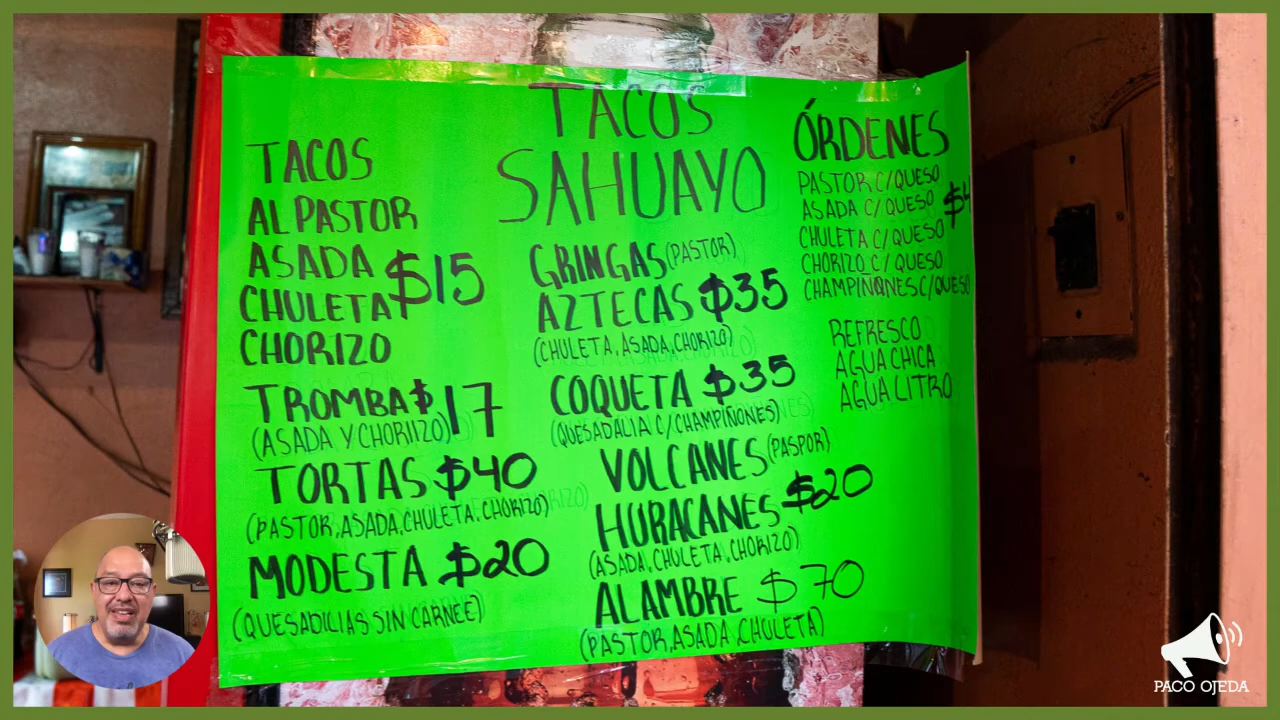 TACOS
SAHUAYO
TACOS
AL PASTOR
ASADA
CHULETA
CHORIZO
$15
TROMBA $17
(ASADA Y CHORIIZO)
TORTAS $40
(PASTOR, ASADA, CHULETA, CHORIZO)
MODESTA $20
(QUESADICIAS SIN CARNEE)
GRINGAS (PASTOR)
AZTECAS $35
(CHULETA, ASADA, CHORIZO)
COQUETA $35
(QUESADALIA C/CHAMPIÑONES)
VOLCANES (PASPOR)
HURACANES $20
(ASADA, CHULETA, CHORIZO)
ALAMBRE $70
(PASTOR, ASADA, CHULETA)
ÓRDENES
PASTOR C/QUESO
ASADA C/QUESO
CHULETA C/QUESO
CHORIZO C/QUESO
CHAMPIÑONES C/QUESO
REFRESCO
AGUA CHICA
AGUA LITRO
PACO OJEDA